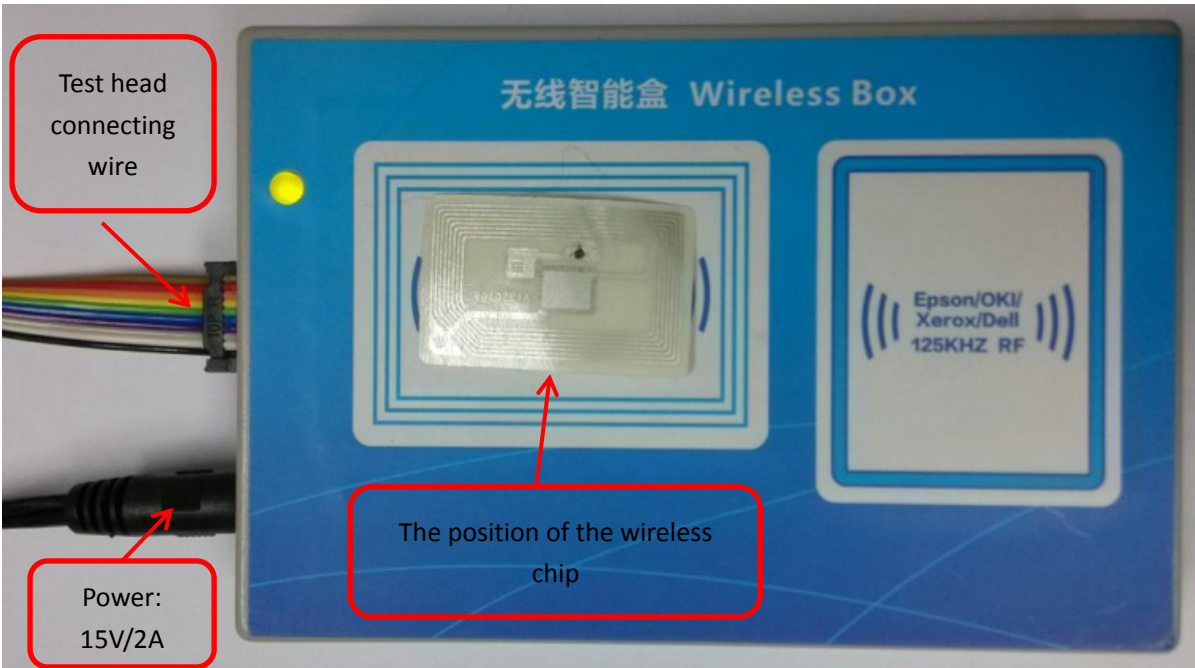 Test head
connecting
wire
无线智能盒 Wireless Box
Epson/OKI/
Xerox/Dell
125KHZ RF
10P
The position of the wireless
chip
Power:
15V/2A